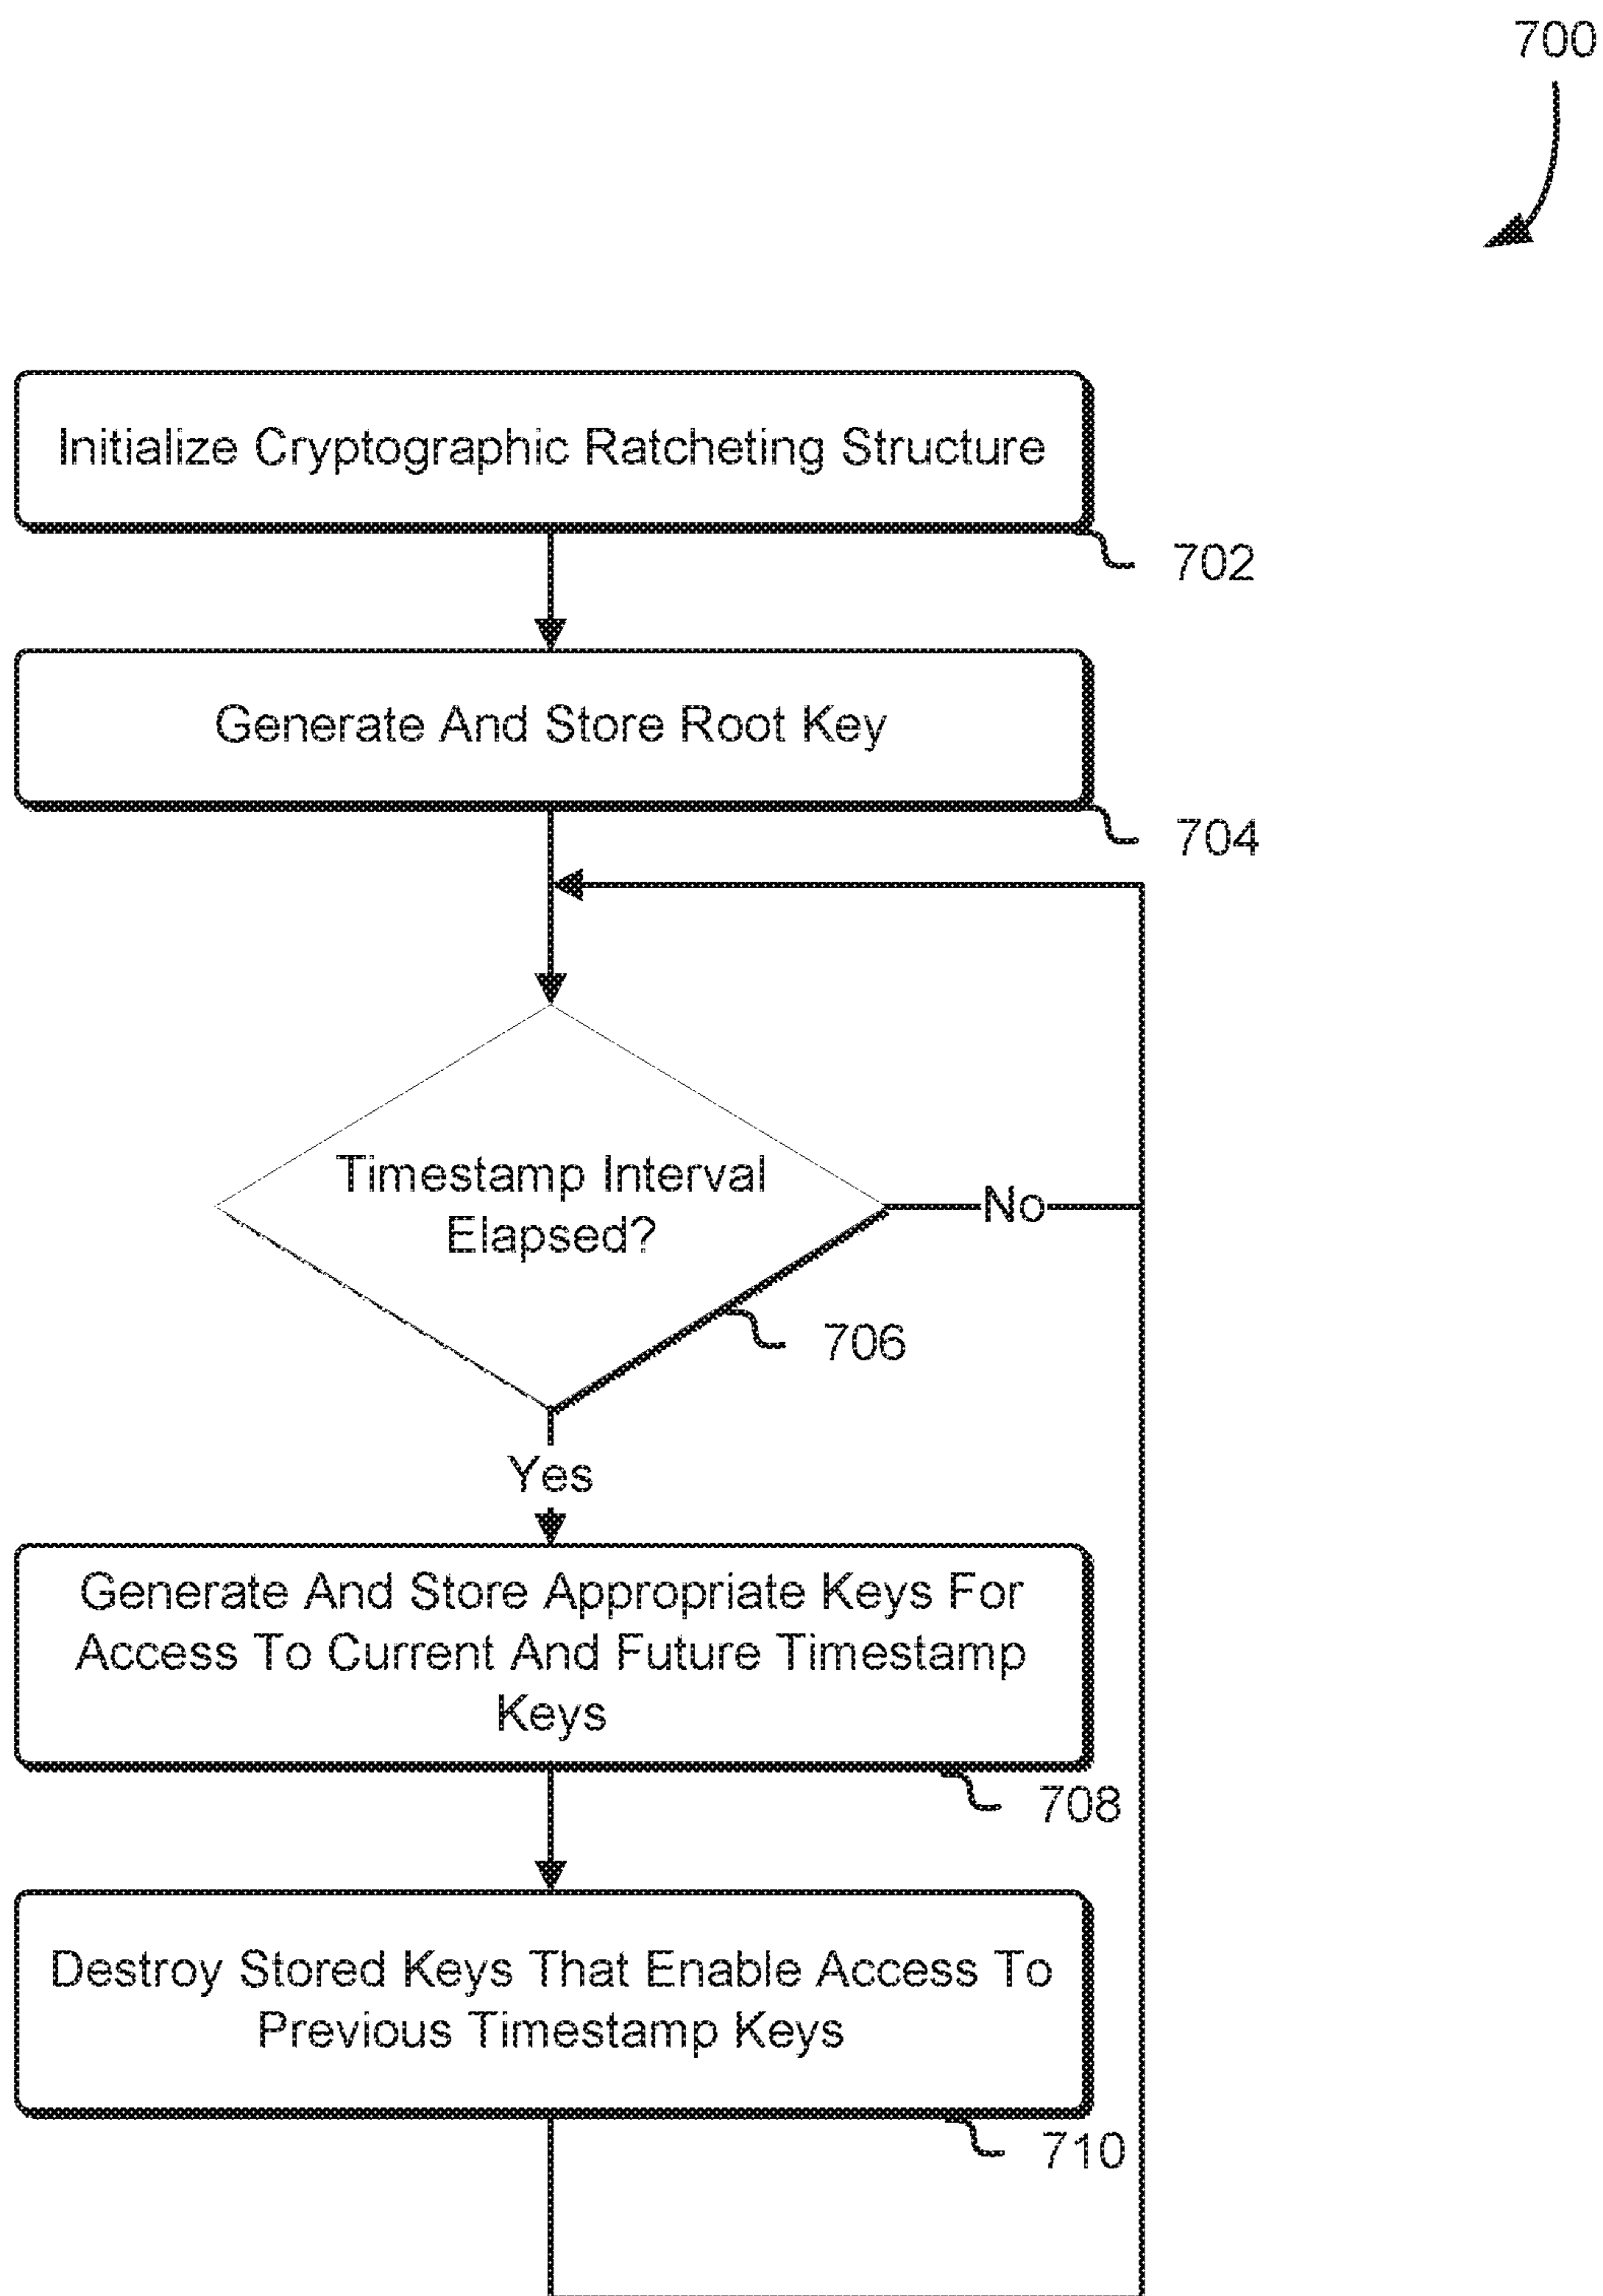 700
Initialize Cryptographic Ratcheting Structure
702
Generate And Store Root Key
704
Timestamp Interval
Elapsed?
No
706
Yes
Generate And Store Appropriate Keys For
Access To Current And Future Timestamp
Keys
708
Destroy Stored Keys That Enable Access To
Previous Timestamp Keys
710